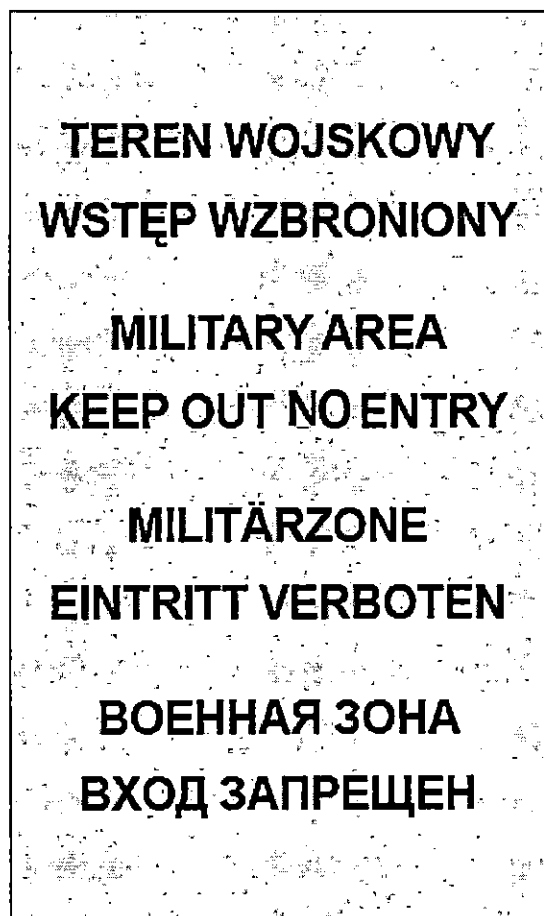 TEREN WOJSKOWY
WSTĘP WZBRONIONY
MILITARY AREA
KEEP OUT NO ENTRY
MILITÄRZONE
EINTRITT VERBOTEN
ВОЕННАЯ ЗОНА
ВХОД ЗАПРЕЩЕН